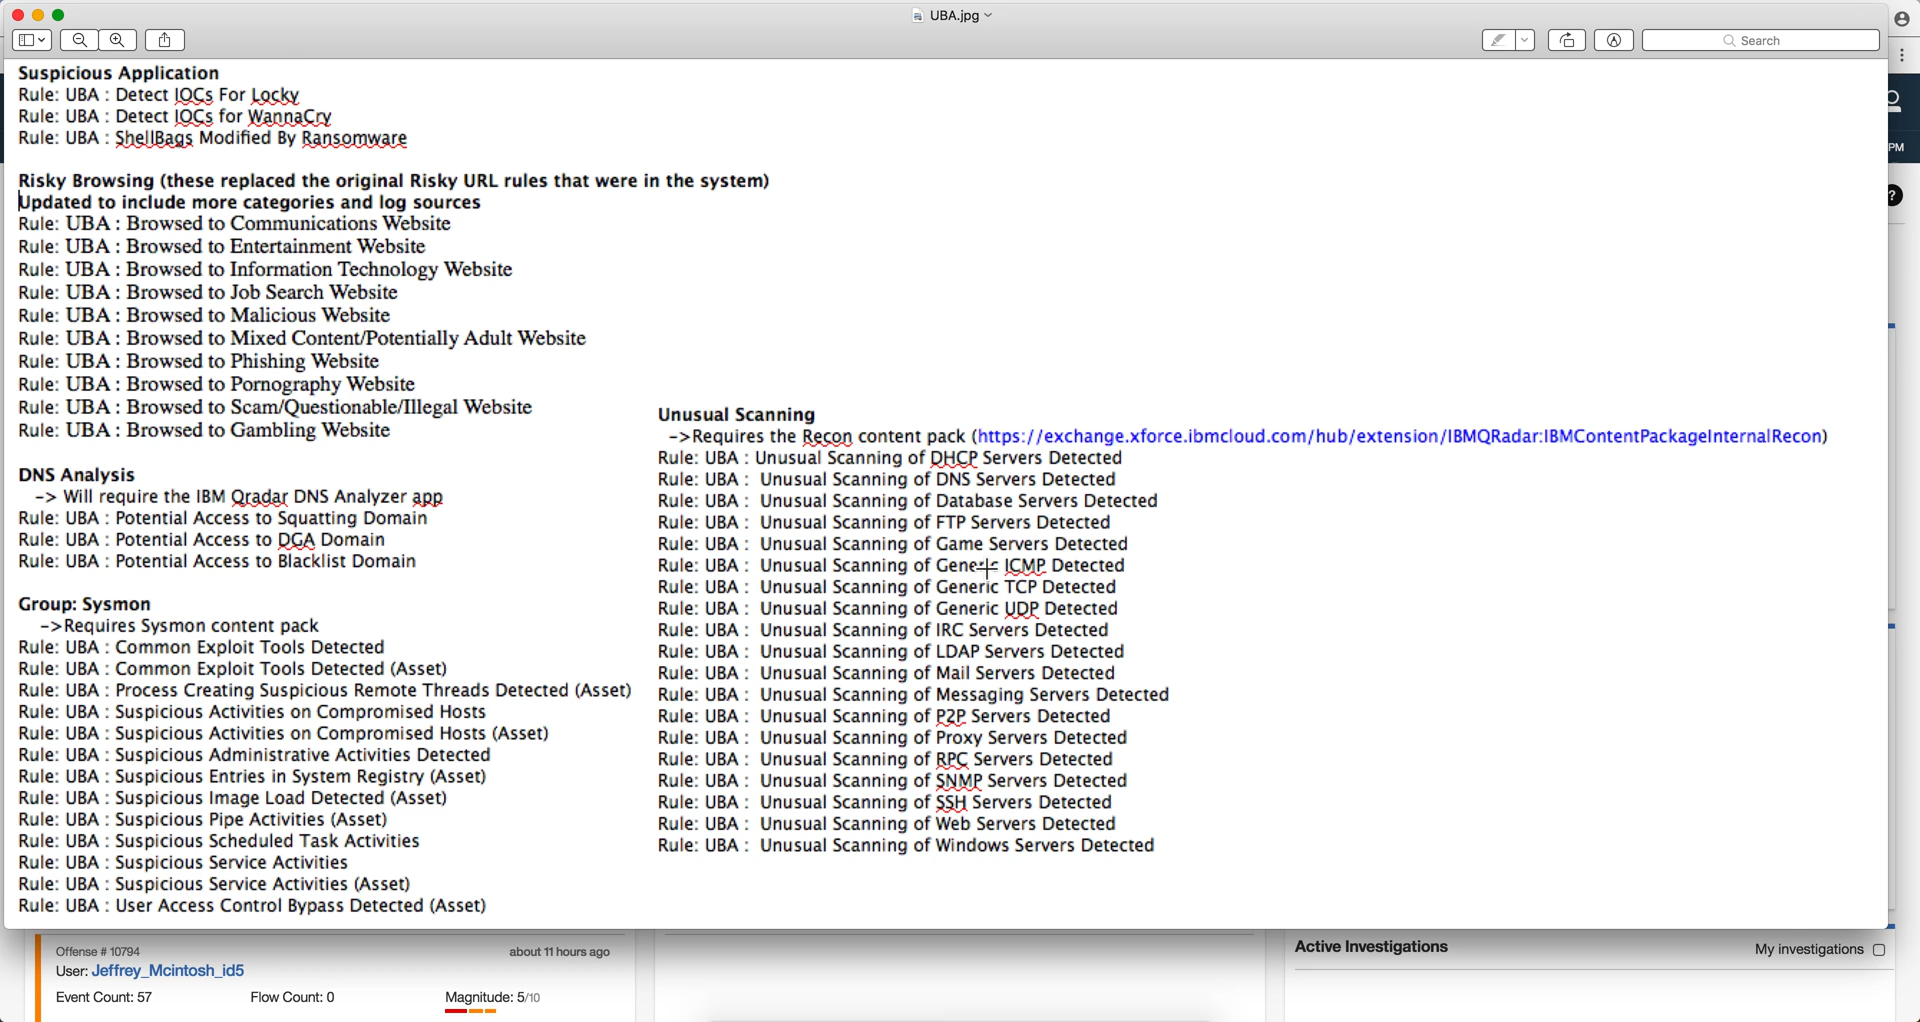 UBA.jpg
Search
Suspicious Application
Rule: UBA : Detect IOCs For Locky
Rule: UBA : Detect IOCs for WannaCry
Rule: UBA : ShellBags Modified By Ransomware
PM
Risky Browsing (these replaced the original Risky URL rules that were in the system)
Updated to include more categories and log sources
?
Rule: UBA : Browsed to Communications Website
Rule: UBA : Browsed to Entertainment Website
Rule: UBA : Browsed to Information Technology Website
Rule: UBA : Browsed to Job Search Website
Rule: UBA : Browsed to Malicious Website
Rule: UBA : Browsed to Mixed Content/Potentially Adult Website
Rule: UBA : Browsed to Phishing Website
Rule: UBA : Browsed to Pornography Website
Rule: UBA : Browsed to Scam/Questionable/Illegal Website
Rule: UBA : Browsed to Gambling Website
DNS Analysis
-> Will require the IBM Qradar DNS Analyzer app
Rule: UBA : Potential Access to Squatting Domain
Rule: UBA : Potential Access to DGA Domain
Rule: UBA : Potential Access to Blacklist Domain
Group: Sysmon
->Requires Sysmon content pack
Rule: UBA : Common Exploit Tools Detected
Rule: UBA : Common Exploit Tools Detected (Asset)
Rule: UBA : Process Creating Suspicious Remote Threads Detected (Asset)
Rule: UBA : Suspicious Activities on Compromised Hosts
Rule: UBA : Suspicious Activities on Compromised Hosts (Asset)
Rule: UBA : Suspicious Administrative Activities Detected
Rule: UBA : Suspicious Entries in System Registry (Asset)
Rule: UBA : Suspicious Image Load Detected (Asset)
Rule: UBA : Suspicious Pipe Activities (Asset)
Rule: UBA : Suspicious Scheduled Task Activities
Rule: UBA : Suspicious Service Activities
Rule: UBA : Suspicious Service Activities (Asset)
Rule: UBA : User Access Control Bypass Detected (Asset)
Unusual Scanning
->Requires the Recon content pack (https://exchange.xforce.ibmcloud.com/hub/extension/IBMQRadar:IBMContentPackageInternalRecon)
Rule: UBA : Unusual Scanning of DHCP Servers Detected
Rule: UBA : Unusual Scanning of DNS Servers Detected
Rule: UBA : Unusual Scanning of Database Servers Detected
Rule: UBA : Unusual Scanning of FTP Servers Detected
Rule: UBA : Unusual Scanning of Game Servers Detected
Rule: UBA : Unusual Scanning of Generic ICMP Detected
Rule: UBA : Unusual Scanning of Generic TCP Detected
Rule: UBA : Unusual Scanning of Generic UDP Detected
Rule: UBA : Unusual Scanning of IRC Servers Detected
Rule: UBA : Unusual Scanning of LDAP Servers Detected
Rule: UBA : Unusual Scanning of Mail Servers Detected
Rule: UBA : Unusual Scanning of Messaging Servers Detected
Rule: UBA : Unusual Scanning of P2P Servers Detected
Rule: UBA : Unusual Scanning of Proxy Servers Detected
Rule: UBA : Unusual Scanning of RPC Servers Detected
Rule: UBA : Unusual Scanning of SNMP Servers Detected
Rule: UBA : Unusual Scanning of SSH Servers Detected
Rule: UBA : Unusual Scanning of Web Servers Detected
Rule: UBA : Unusual Scanning of Windows Servers Detected
Offense # 10794 about 11 hours ago
User: Jeffrey_Mcintosh_id5
Event Count: 57 Flow Count: 0 Magnitude: 5/10
Active Investigations My investigations